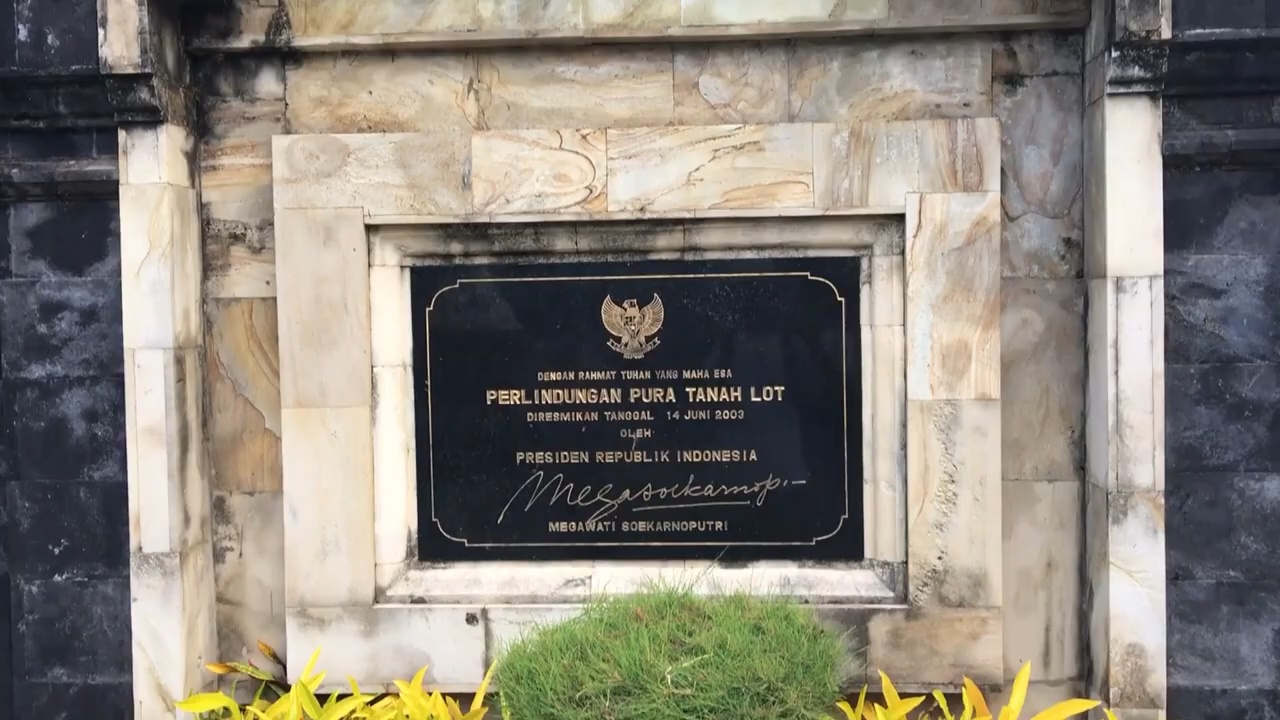 DENGAN RAHMAT TUHAN YANG MAHA ESA
PERLINDUNGAN PURA TANAH LOT
DIRESMIKAN TANGGAL 14 JUNI 2003
OLEH
PRESIDEN REPUBLIK INDONESIA
Megasoekarnop.
MEGAWATI SOEKARNOPUTRI